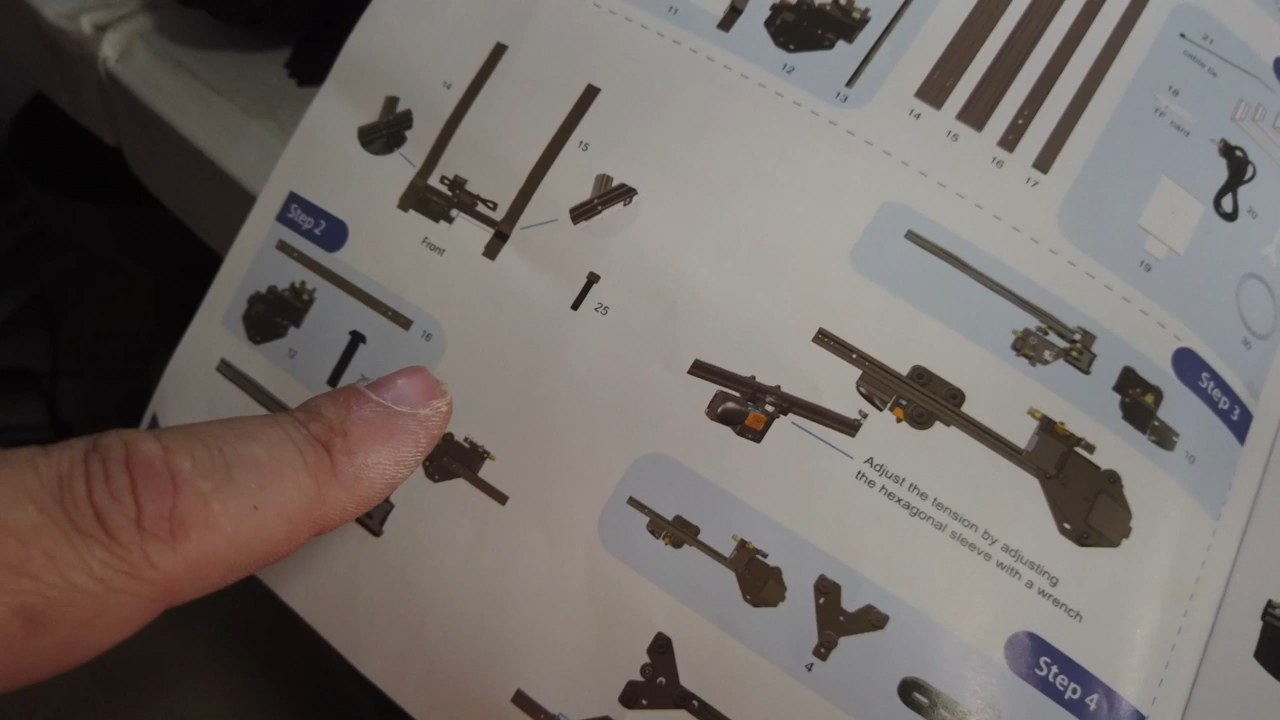 11
12
13
14
15
16
17
21
cable tie
18
TF card
19
20
30
14
15
Front
25
Step 2
12
16
Step 3
10
Adjust the tension by adjusting
the hexagonal sleeve with a wrench
4
Step 4